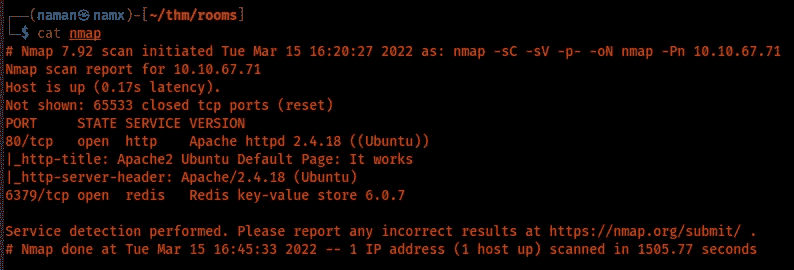 ┌──(naman㉿namx)-[~/thm/rooms]
└─$ cat nmap
# Nmap 7.92 scan initiated Tue Mar 15 16:20:27 2022 as: nmap -sC -sV -p- -oN nmap -Pn 10.10.67.71
Nmap scan report for 10.10.67.71
Host is up (0.17s latency).
Not shown: 65533 closed tcp ports (reset)
PORT     STATE SERVICE VERSION
80/tcp   open  http    Apache httpd 2.4.18 ((Ubuntu))
|_http-title: Apache2 Ubuntu Default Page: It works
|_http-server-header: Apache/2.4.18 (Ubuntu)
6379/tcp open  redis   Redis key-value store 6.0.7
Service detection performed. Please report any incorrect results at https://nmap.org/submit/ .
# Nmap done at Tue Mar 15 16:45:33 2022 -- 1 IP address (1 host up) scanned in 1505.77 seconds